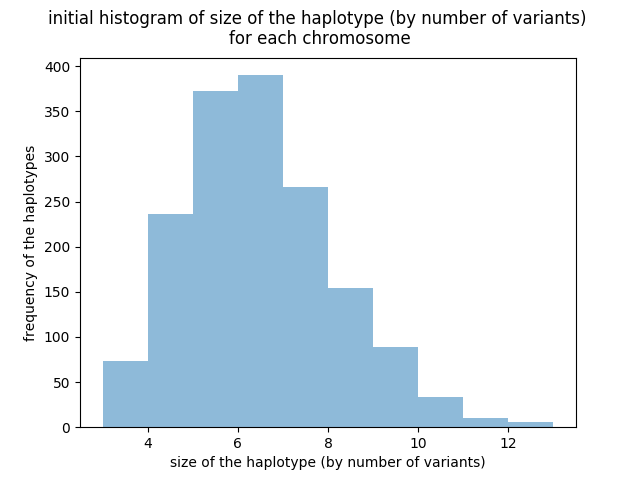 initial histogram of size of the haplotype (by number of variants)
for each chromosome
400
350
300
250
200
150
100
50
0
frequency of the haplotypes
4 6 8 10 12
size of the haplotype (by number of variants)